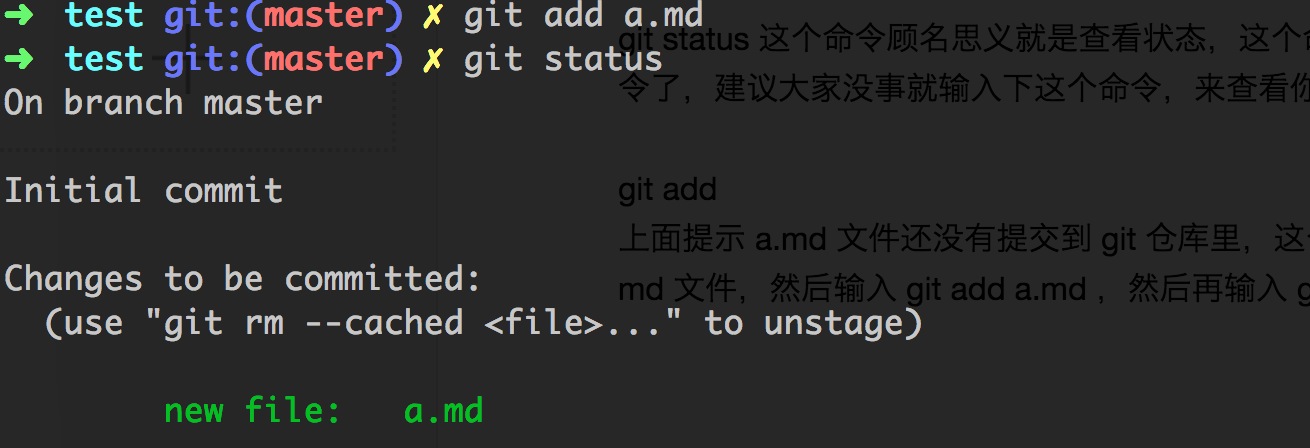 ➜ test git:(master) ✗ git add a.md
➜ test git:(master) ✗ git status
On branch master
Initial commit
Changes to be committed:
(use "git rm --cached <file>..." to unstage)
new file: a.md
git status 这个命令顾名思义就是查看状态，这个
令了，建议大家没事就输入下这个命令，来查看你
git add
上面提示 a.md 文件还没有提交到 git 仓库里，这
md 文件，然后输入 git add a.md ，然后再输入 g